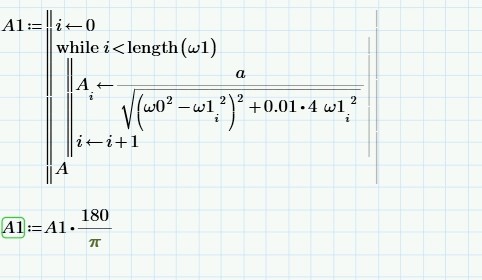 A1:= i←0
while i<length(ω1)
A_i ← a / √((ω0² − ω1_i²)² + 0.01·4 ω1_i²)
i←i+1
A
A1:=A1·180/π